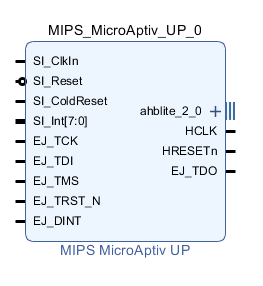 MIPS_MicroAptiv_UP_0
SI_ClkIn
SI_Reset
SI_ColdReset
SI_Int[7:0]
EJ_TCK
EJ_TDI
EJ_TMS
EJ_TRST_N
EJ_DINT
ahblite_2_0
HCLK
HRESETn
EJ_TDO
MIPS MicroAptiv UP